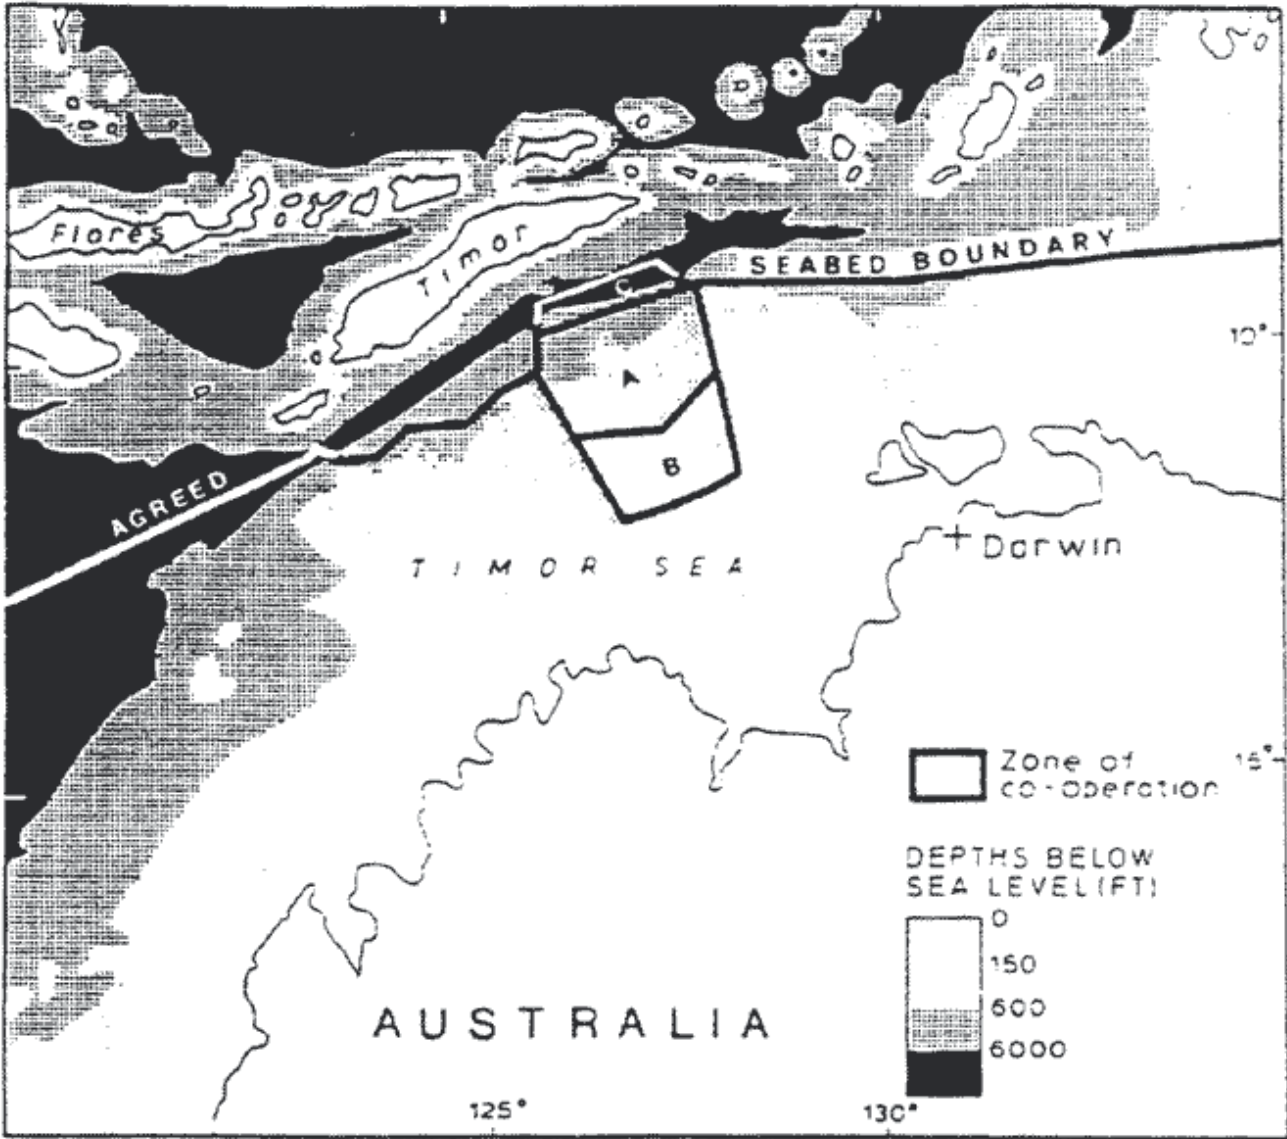 Flores
Timor
C
SEABED BOUNDARY
10°
A
B
AGREED
TIMOR SEA
Darwin
Zone of
co-operation
15°
DEPTHS BELOW
SEA LEVEL (FT)
0
150
600
6000
AUSTRALIA
125°
130°